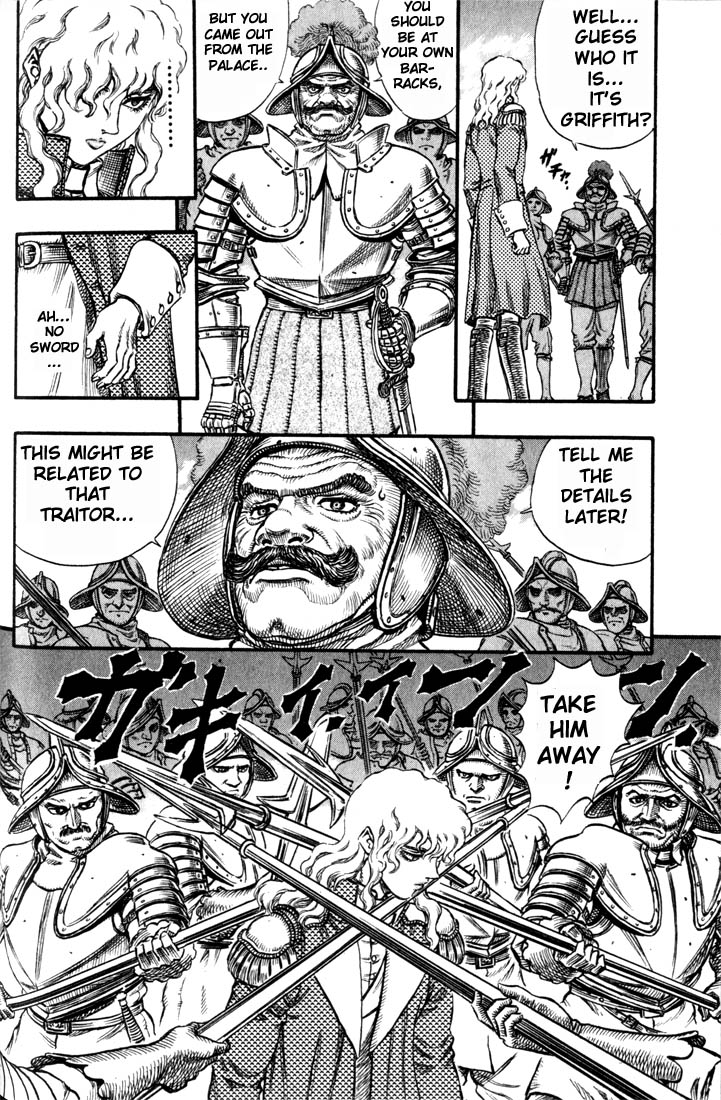 WELL...
GUESS
WHO IT
IS...
IT'S
GRIFFITH?
ガチャ
YOU
SHOULD
BE AT
YOUR OWN
BAR-
RACKS,
BUT YOU
CAME OUT
FROM THE
PALACE..
..........
AH...
NO
SWORD
...
TELL ME
THE
DETAILS
LATER!
THIS MIGHT BE
RELATED TO
THAT
TRAITOR...
ガキィィンン
TAKE
HIM
AWAY
!